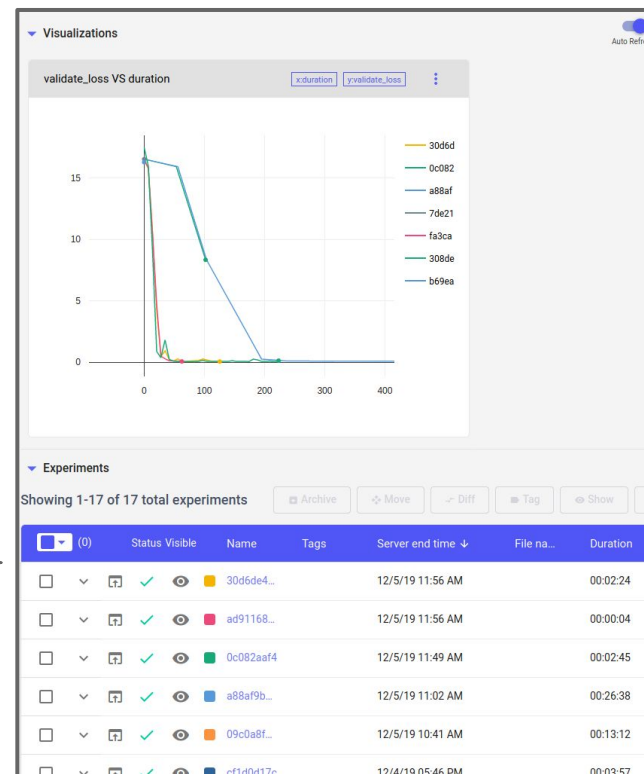 Visualizations
Auto Refre
validate_loss VS duration x:duration y:validate_loss
15
10
5
0
0 100 200 300 400
30d6d
0c082
a88af
7de21
fa3ca
308de
b69ea
Experiments
Showing 1-17 of 17 total experiments Archive Move Diff Tag Show
(0) Status Visible Name Tags Server end time File na... Duration
30d6de4... 12/5/19 11:56 AM 00:02:24
ad91168... 12/5/19 11:56 AM 00:00:04
0c082aaf4 12/5/19 11:49 AM 00:02:45
a88af9b... 12/5/19 11:02 AM 00:26:38
09c0a8f... 12/5/19 10:41 AM 00:13:12
cf1d0d17c 12/4/19 05:46 PM 00:03:57